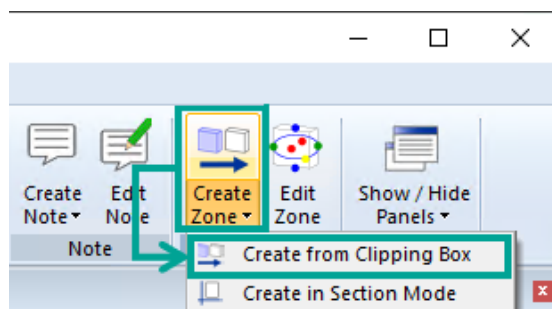 Create Edit Create Edit Show / Hide
Note Note Zone Zone Panels
Note
Create from Clipping Box
Create in Section Mode